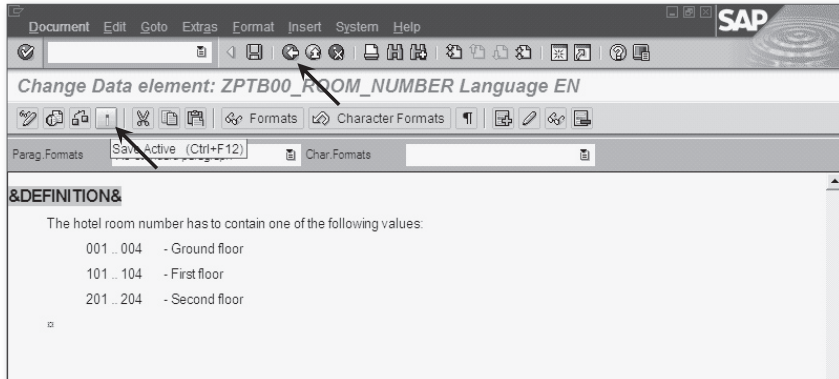 Document Edit Goto Extras Format Insert System Help
SAP
Change Data element: ZPTB00_ROOM_NUMBER Language EN
Formats Character Formats
Parag.Formats Char.Formats
Save Active (Ctrl+F12)
&DEFINITION&
The hotel room number has to contain one of the following values:
001 .. 004 - Ground floor
101 .. 104 - First floor
201 .. 204 - Second floor